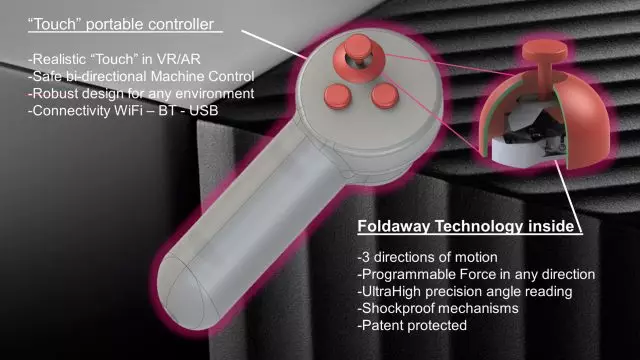 “Touch” portable controller
-Realistic “Touch” in VR/AR
-Safe bi-directional Machine Control
-Robust design for any environment
-Connectivity WiFi – BT - USB
Foldaway Technology inside
-3 directions of motion
-Programmable Force in any direction
-UltraHigh precision angle reading
-Shockproof mechanisms
-Patent protected